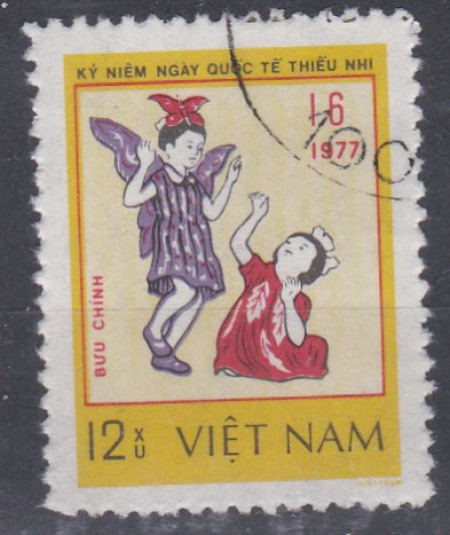 KỶ NIỆM NGÀY QUỐC TẾ THIẾU NHI
1-6
1977
BƯU CHÍNH
12 XU
VIỆT NAM